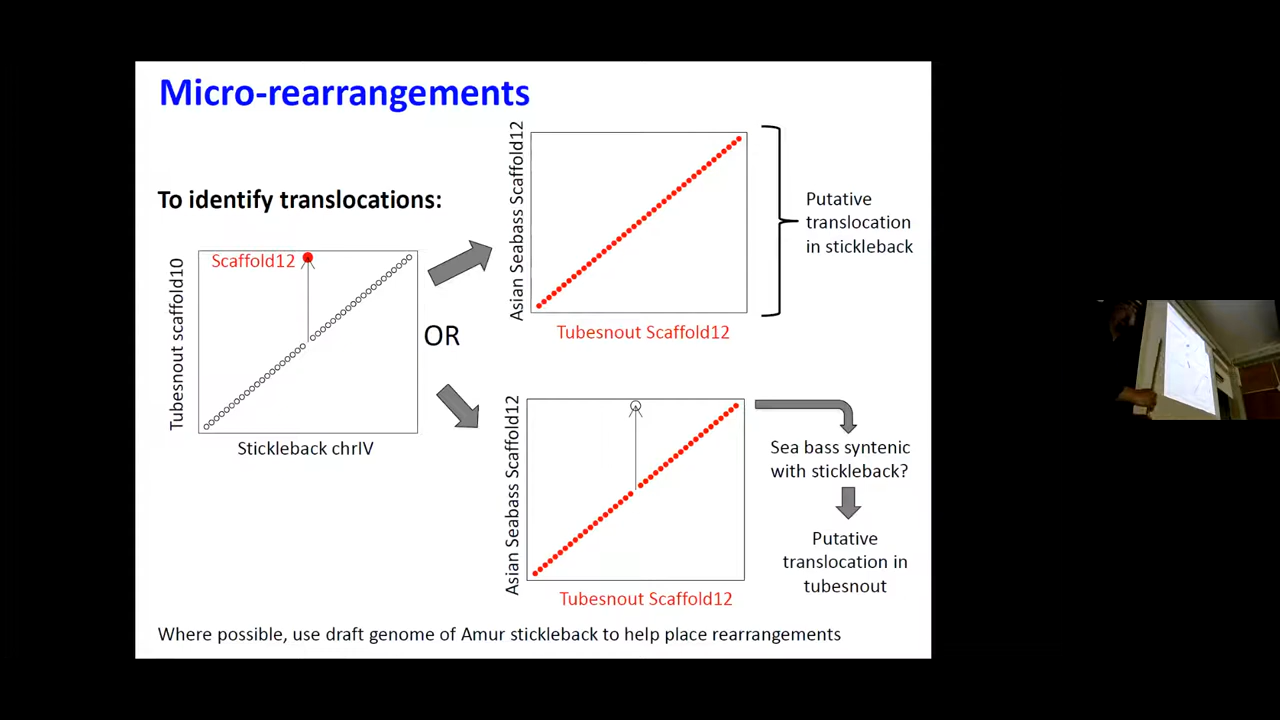 Micro-rearrangements
To identify translocations:
Scaffold12
Tubesnout scaffold10
Stickleback chrIV
OR
Asian Seabass Scaffold12
Tubesnout Scaffold12
Putative
translocation
in stickleback
Asian Seabass Scaffold12
Tubesnout Scaffold12
Sea bass syntenic
with stickleback?
Putative
translocation in
tubesnout
Where possible, use draft genome of Amur stickleback to help place rearrangements